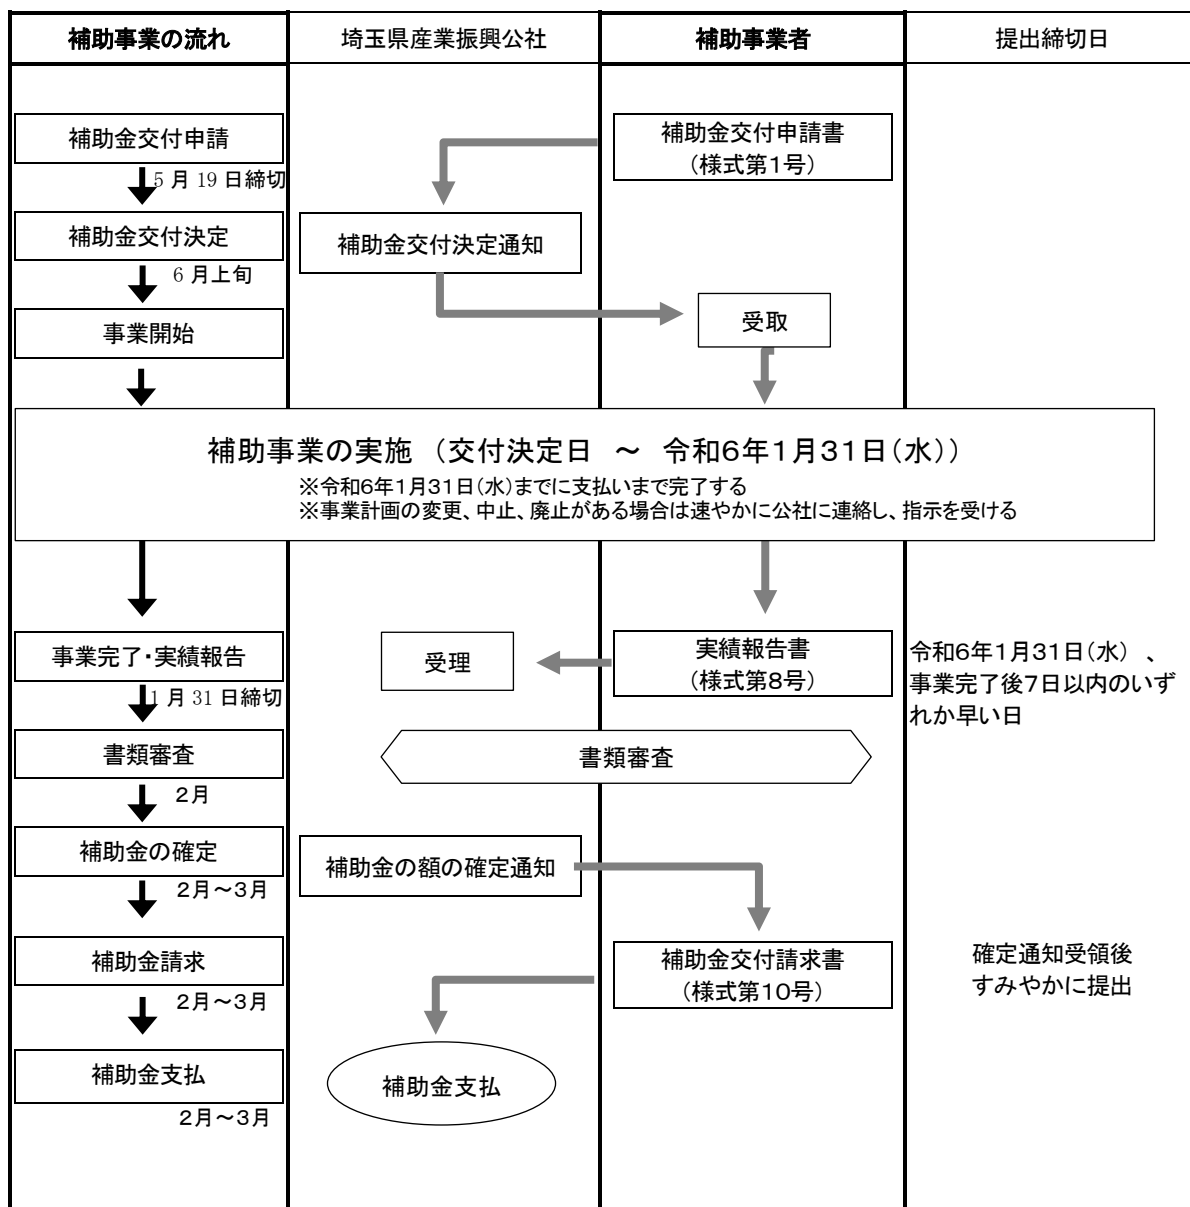 補助事業の流れ
埼玉県産業振興公社
補助事業者
提出締切日
補助金交付申請
補助金交付申請書
(様式第1号)
5 月 19 日締切
補助金交付決定
補助金交付決定通知
6 月上旬
受取
事業開始
補助事業の実施 (交付決定日 ～ 令和6年1月31日(水))
※令和6年1月31日(水)までに支払いまで完了する
※事業計画の変更、中止、廃止がある場合は速やかに公社に連絡し、指示を受ける
事業完了・実績報告
受理
実績報告書
(様式第8号)
令和6年1月31日(水) 、
事業完了後7日以内のいず
れか早い日
1 月 31 日締切
書類審査
書類審査
2月
補助金の確定
補助金の額の確定通知
2月～3月
補助金請求
補助金交付請求書
(様式第10号)
確定通知受領後
すみやかに提出
2月～3月
補助金支払
補助金支払
2月～3月